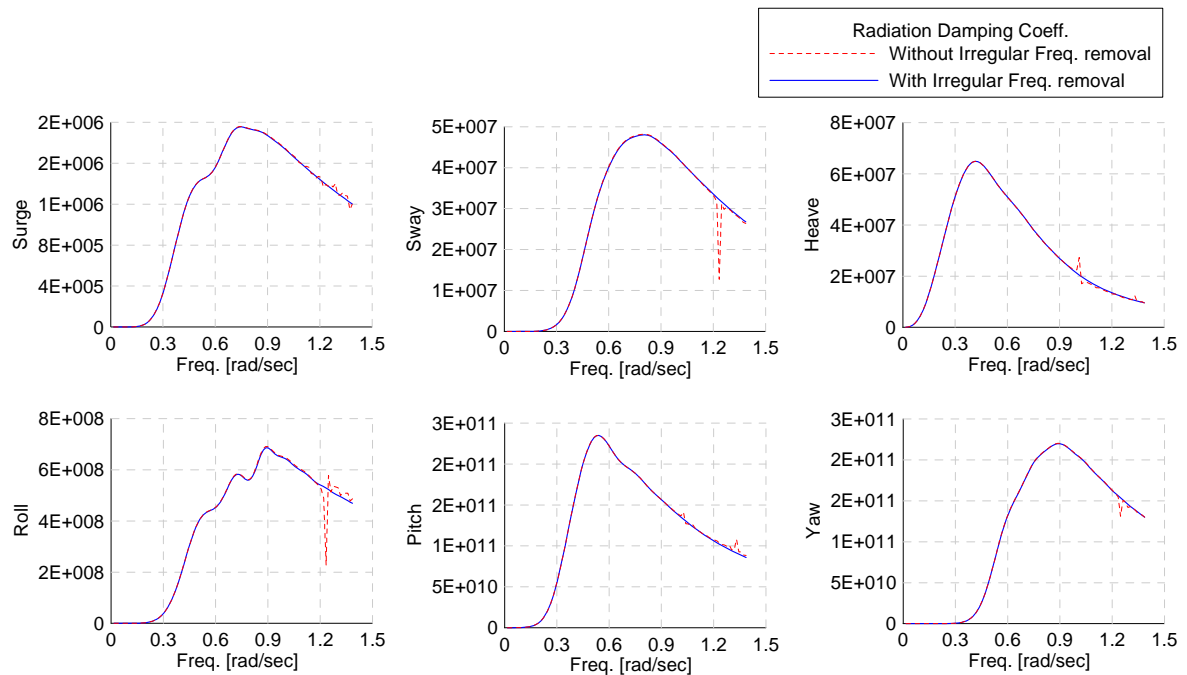 Radiation Damping Coeff.
Without Irregular Freq. removal
With Irregular Freq. removal
Surge
2E+006
2E+006
1E+006
8E+005
4E+005
0
0 0.3 0.6 0.9 1.2 1.5
Freq. [rad/sec]
Sway
5E+007
4E+007
3E+007
2E+007
1E+007
0
0 0.3 0.6 0.9 1.2 1.5
Freq. [rad/sec]
Heave
8E+007
6E+007
4E+007
2E+007
0
0 0.3 0.6 0.9 1.2 1.5
Freq. [rad/sec]
Roll
8E+008
6E+008
4E+008
2E+008
0
0 0.3 0.6 0.9 1.2 1.5
Freq. [rad/sec]
Pitch
3E+011
2E+011
2E+011
1E+011
5E+010
0
0 0.3 0.6 0.9 1.2 1.5
Freq. [rad/sec]
Yaw
3E+011
2E+011
2E+011
1E+011
5E+010
0
0 0.3 0.6 0.9 1.2 1.5
Freq. [rad/sec]